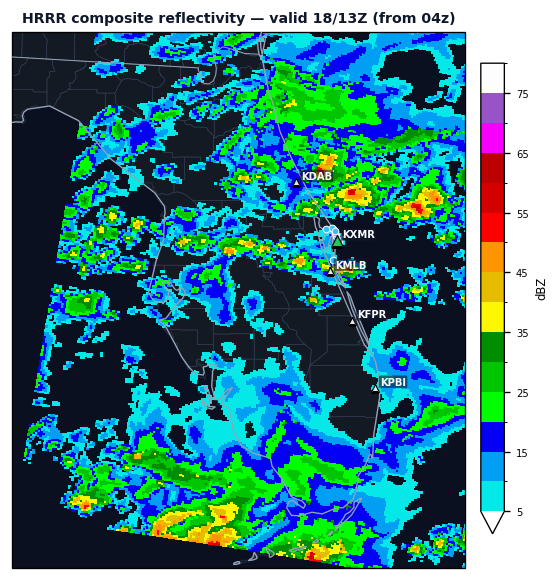 HRRR composite reflectivity — valid 18/13Z (from 04z)
KDAB
KXMR
KMLB
KFPR
KPBI
75
65
55
45
35
25
15
5
dBZ